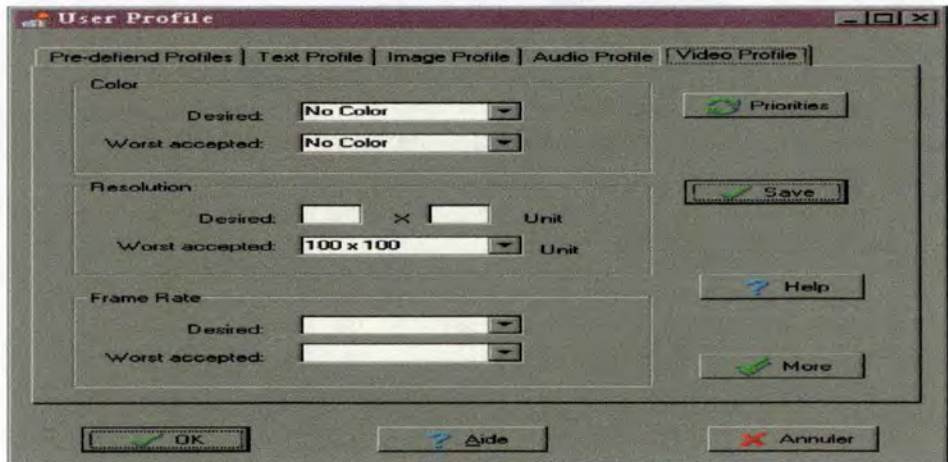 User Profile
Pre-defiend Profiles Text Profile Image Profile Audio Profile Video Profile
Color
Desired: No Color
Worst accepted: No Color
Priorities
Resolution
Save
Desired: × Unit
Worst accepted: 100 x 100 Unit
Help
Frame Rate
Desired:
Worst accepted:
More
OK Aide Annuler